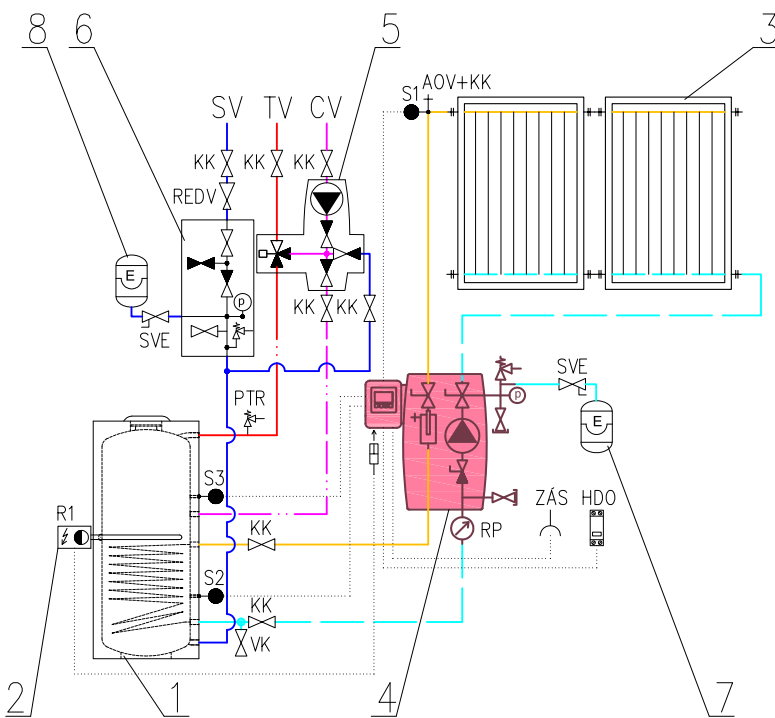 8 6 5 3
S1 AOV+KK
SV TV CV
KK KK KK
REDV
E
p
SVE KK KK
SVE
PTR
p
E
S3
R1 ZÁS HDO
KK RP
S2
KK
VK
2 1 4 7